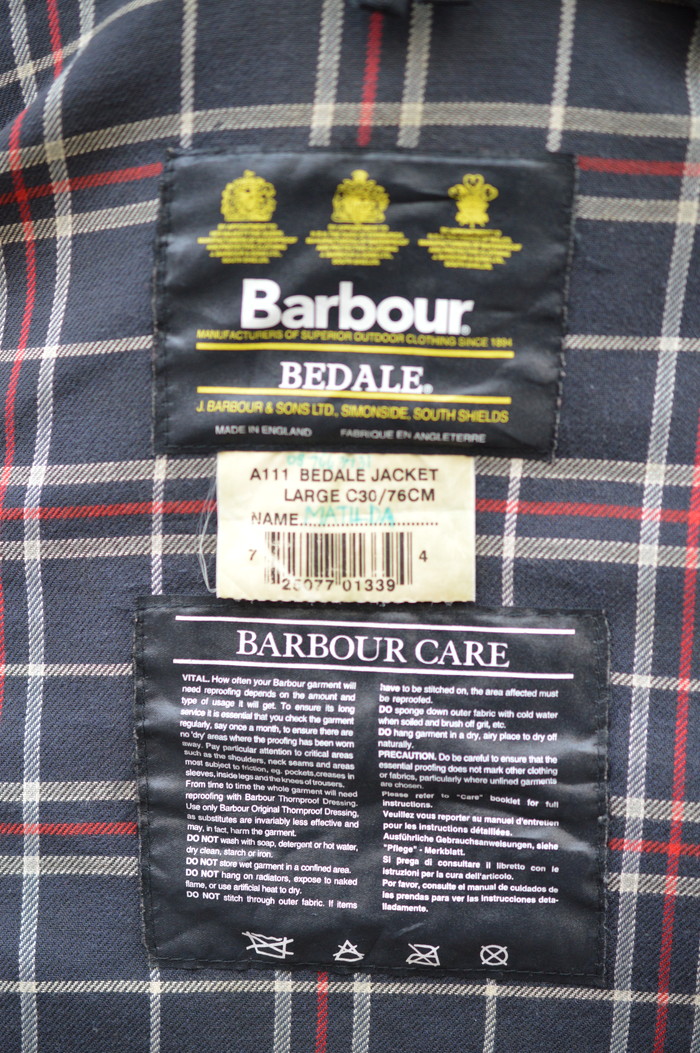 Barbour®
MANUFACTURERS OF SUPERIOR OUTDOOR CLOTHING SINCE 1894
BEDALE®
J. BARBOUR & SONS LTD., SIMONSIDE, SOUTH SHIELDS
MADE IN ENGLAND FABRIQUE EN ANGLETERRE
A111 BEDALE JACKET
LARGE C30/76CM
NAME MATILDA
7 25077 01339 4
BARBOUR CARE
VITAL. How often your Barbour garment will
need reproofing depends on the amount and
type of usage it will get. To ensure its long
service it is essential that you check the garment
regularly, say once a month, to ensure there are
no 'dry' areas where the proofing has been worn
away. Pay particular attention to critical areas
such as the shoulders, neck seams and areas
most subject to friction, eg. pockets, creases in
sleeves, inside legs and the knees of trousers.
From time to time the whole garment will need
reproofing with Barbour Thornproof Dressing.
Use only Barbour Original Thornproof Dressing,
as substitutes are invariably less effective and
may, in fact, harm the garment.
DO NOT wash with soap, detergent or hot water,
dry clean, starch or iron.
DO NOT store wet garment in a confined area.
DO NOT hang on radiators, expose to naked
flame, or use artificial heat to dry.
DO NOT stitch through outer fabric. If items
have to be stitched on, the area affected must
be reproofed.
DO sponge down outer fabric with cold water
when soiled and brush off grit, etc.
DO hang garment in a dry, airy place to dry off
naturally.
PRECAUTION. Do be careful to ensure that the
essential proofing does not mark other clothing
or fabrics, particularly where unlined garments
are chosen.
Please refer to "Care" booklet for full
instructions.
Veuillez vous reporter au manuel d'entretien
pour les instructions détaillées.
Ausführliche Gebrauchsanweisungen, siehe
"Pflege" - Merkblatt.
Si prega di consultare il libretto con le
istruzioni per la cura dell'articolo.
Por favor, consulte el manual de cuidados de
las prendas para ver las instrucciones deta-
lladamente.